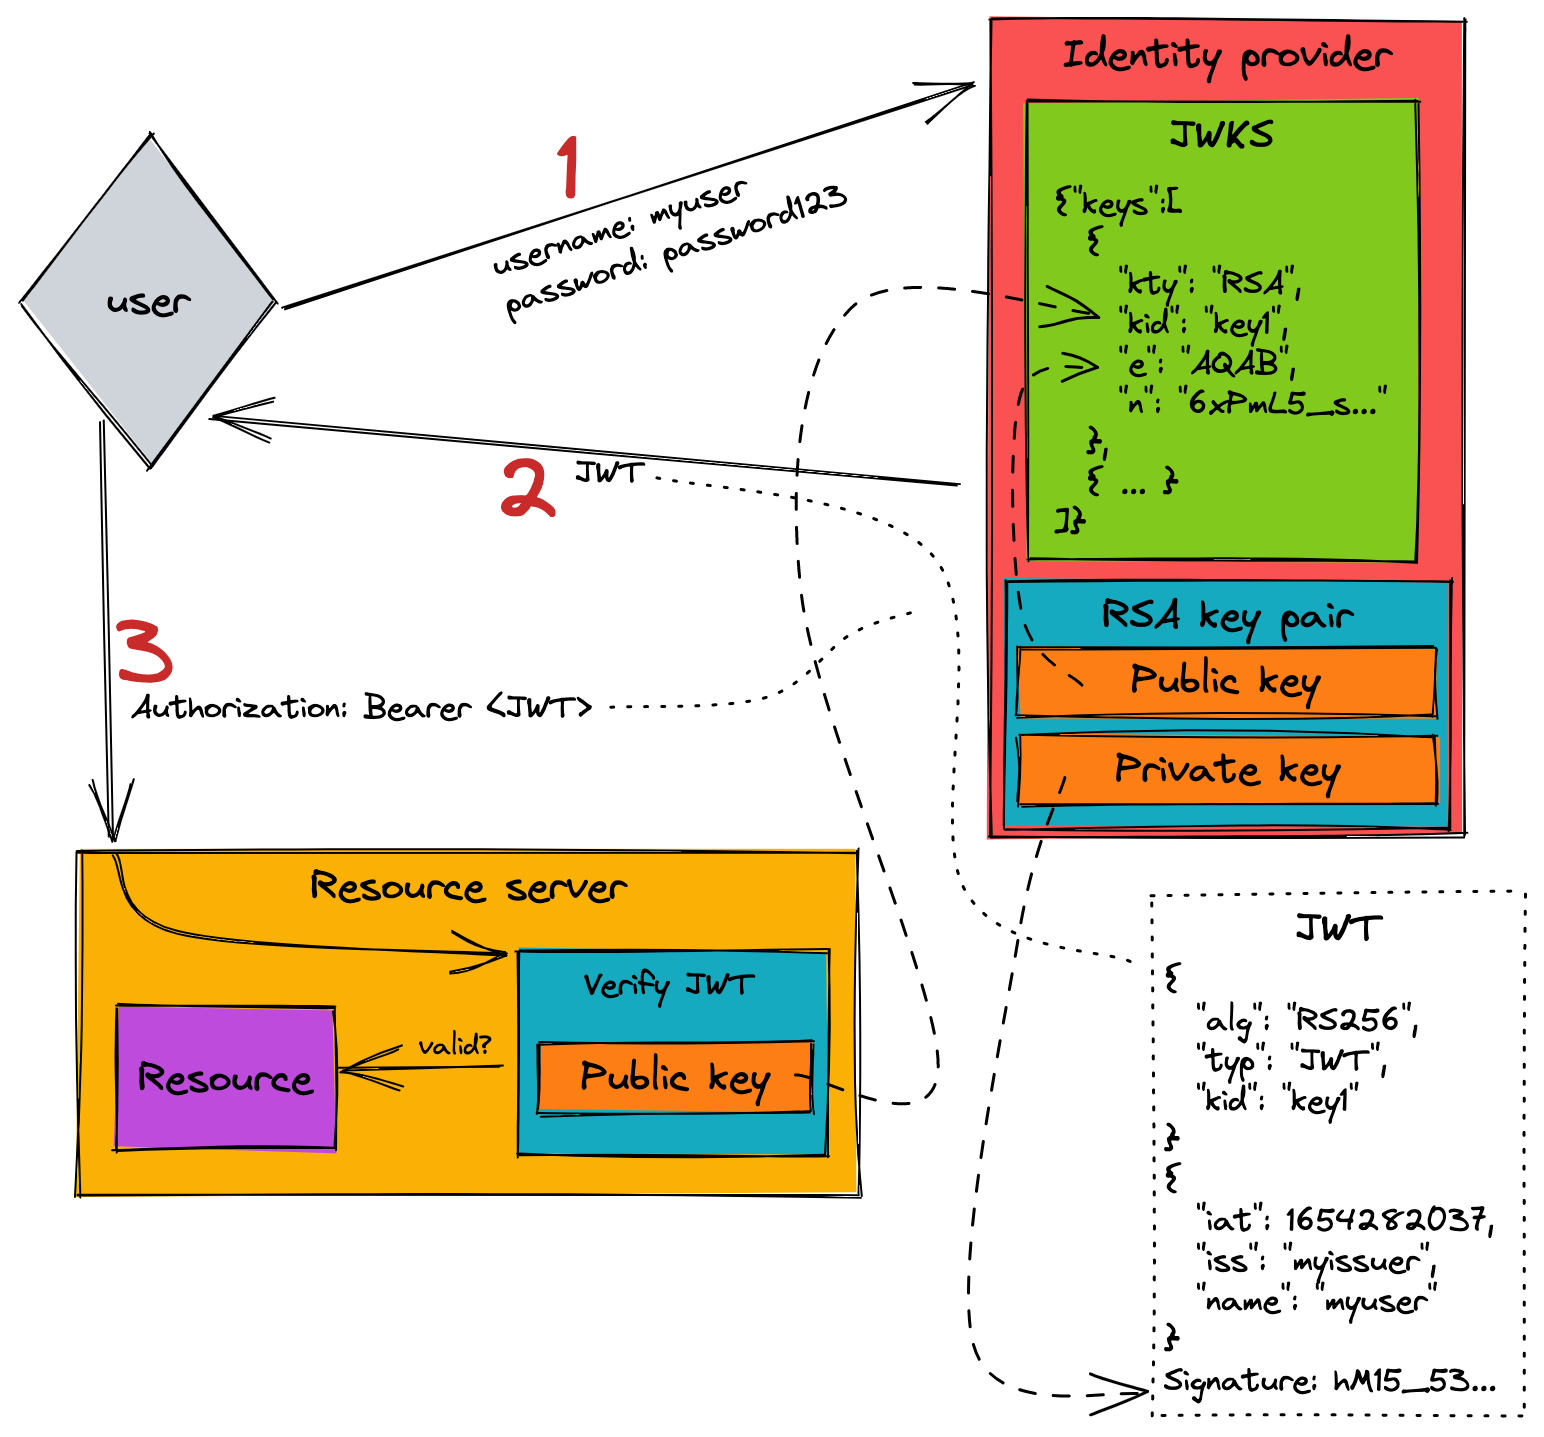 Identity provider
JWKS
{"keys":[
{
"kty": "RSA",
"kid": "key1",
"e": "AQAB",
"n": "6xPmL5_s..."
},
{ ... }
]}
RSA key pair
Public key
Private key
1
username: myuser
password: password123
user
2
JWT
3
Authorization: Bearer <JWT>
Resource server
Verify JWT
Public key
valid?
Resource
JWT
{
"alg": "RS256",
"typ": "JWT",
"kid": "key1"
}
{
"iat": 1654282037,
"iss": "myissuer",
"name": "myuser"
}
Signature: hM15_53...